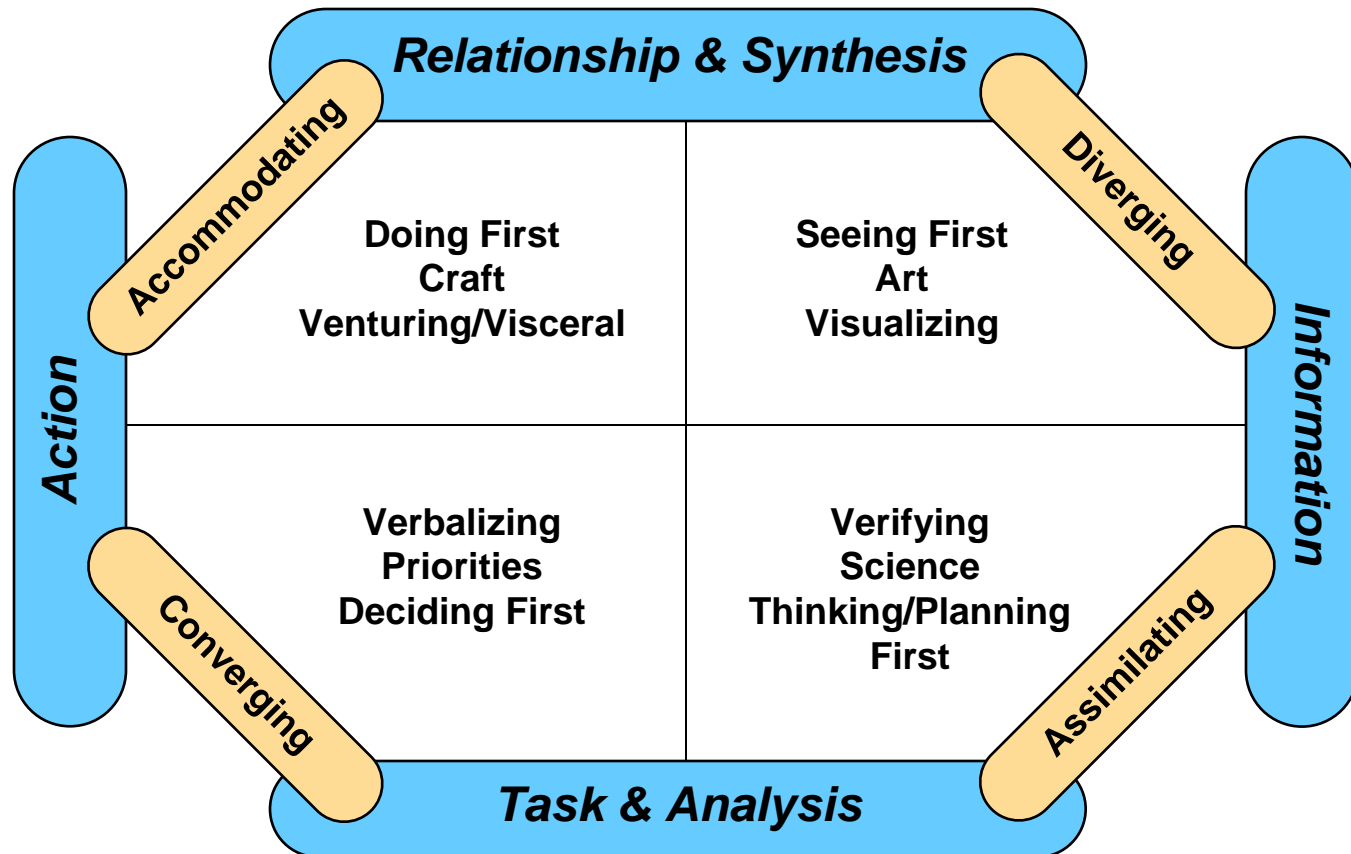 Relationship & Synthesis
Accommodating
Diverging
Doing First
Craft
Venturing/Visceral
Seeing First
Art
Visualizing
Action
Information
Verbalizing
Priorities
Deciding First
Verifying
Science
Thinking/Planning
First
Converging
Assimilating
Task & Analysis